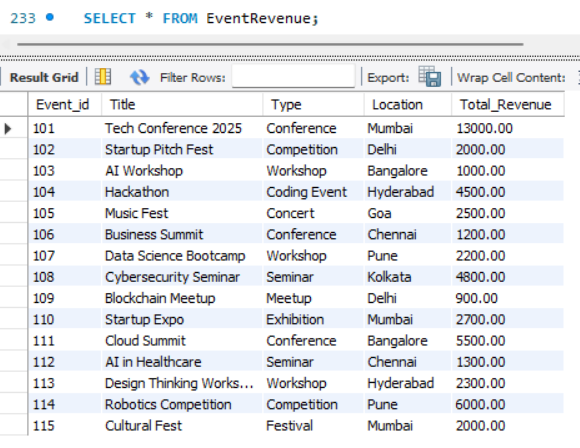 233 SELECT * FROM EventRevenue;
Result Grid Filter Rows: Export: Wrap Cell Content:
Event_id Title Type Location Total_Revenue
101 Tech Conference 2025 Conference Mumbai 13000.00
102 Startup Pitch Fest Competition Delhi 2000.00
103 AI Workshop Workshop Bangalore 1000.00
104 Hackathon Coding Event Hyderabad 4500.00
105 Music Fest Concert Goa 2500.00
106 Business Summit Conference Chennai 1200.00
107 Data Science Bootcamp Workshop Pune 2200.00
108 Cybersecurity Seminar Seminar Kolkata 4800.00
109 Blockchain Meetup Meetup Delhi 900.00
110 Startup Expo Exhibition Mumbai 2700.00
111 Cloud Summit Conference Bangalore 5500.00
112 AI in Healthcare Seminar Chennai 1300.00
113 Design Thinking Works... Workshop Hyderabad 2300.00
114 Robotics Competition Competition Pune 6000.00
115 Cultural Fest Festival Mumbai 2000.00